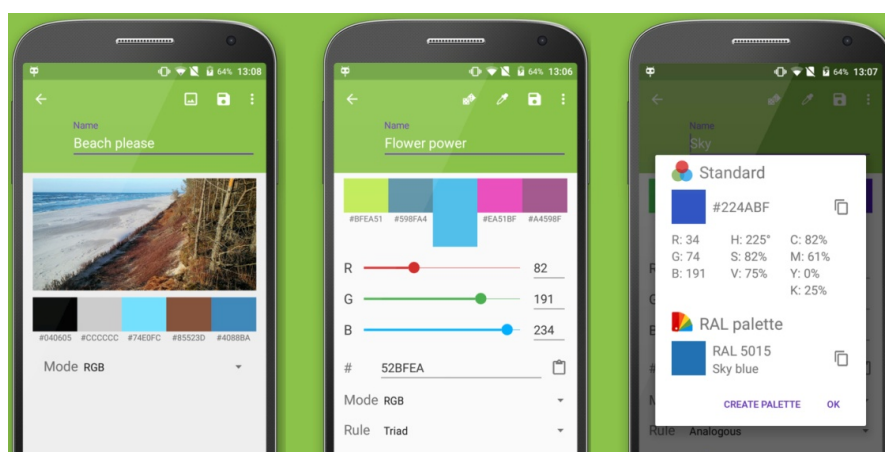 64% 13:08
Name
Beach please
#040605 #CCCCCC #74E0FC #85523D #4088BA
Mode RGB
64% 13:06
Name
Flower power
#BFEA51 #598FA4 #EA51BF #A4598F
R 82
G 191
B 234
# 52BFEA
Mode RGB
Rule Triad
64% 13:07
Name
Sky
Standard
#224ABF
R: 34 H: 225° C: 82%
G: 74 S: 82% M: 61%
B: 191 V: 75% Y: 0%
K: 25%
RAL palette
RAL 5015
Sky blue
CREATE PALETTE OK
Rule Analogous